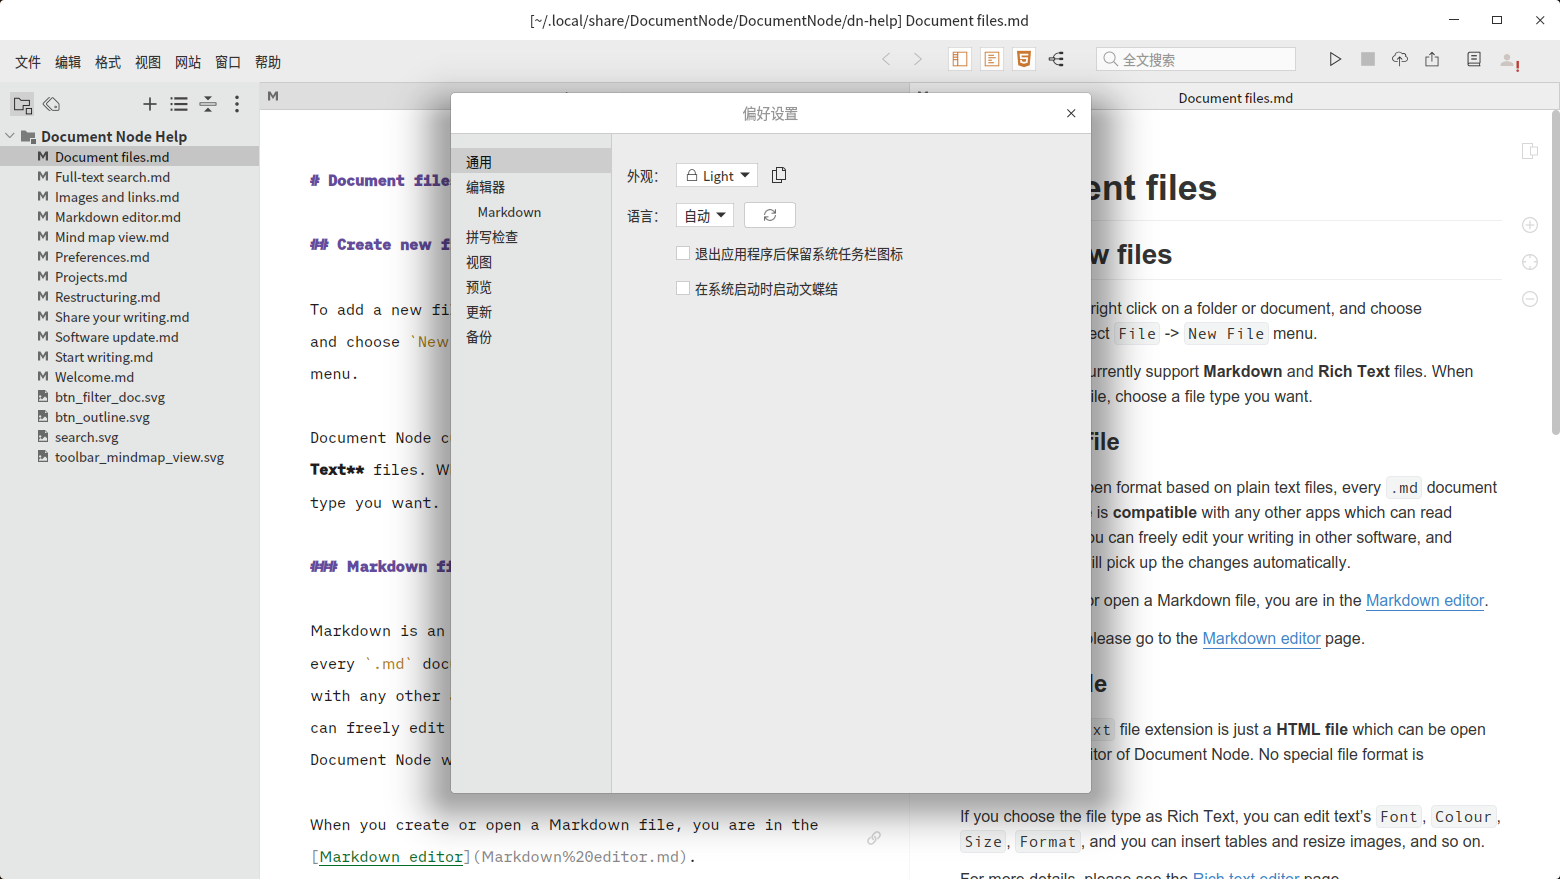 [~/.local/share/DocumentNode/DocumentNode/dn-help] Document files.md
文件 编辑 格式 视图 网站 窗口 帮助
全文搜索
Document Node Help
Document files.md
Full-text search.md
Images and links.md
Markdown editor.md
Mind map view.md
Preferences.md
Projects.md
Restructuring.md
Share your writing.md
Software update.md
Start writing.md
Welcome.md
btn_filter_doc.svg
btn_outline.svg
search.svg
toolbar_mindmap_view.svg
# Document files
## Create new f
To add a new fi
and choose `New
menu.
Document Node c
Text** files. W
type you want.
### Markdown fi
Markdown is an
every `.md` doc
with any other
can freely edit
Document Node w
When you create or open a Markdown file, you are in the
[Markdown editor](Markdown%20editor.md).
偏好设置
通用
编辑器
Markdown
拼写检查
视图
预览
更新
备份
外观: Light
语言: 自动
退出应用程序后保留系统任务栏图标
在系统启动时启动文蝶结
Document files.md
ent files
w files
right click on a folder or document, and choose
ect File -> New File menu.
urrently support Markdown and Rich Text files. When
ile, choose a file type you want.
file
pen format based on plain text files, every .md document
e is compatible with any other apps which can read
ou can freely edit your writing in other software, and
ill pick up the changes automatically.
or open a Markdown file, you are in the Markdown editor.
please go to the Markdown editor page.
le
xt file extension is just a HTML file which can be open
itor of Document Node. No special file format is
If you choose the file type as Rich Text, you can edit text's Font, Colour,
Size, Format, and you can insert tables and resize images, and so on.
For more details, please see the Rich text editor page.